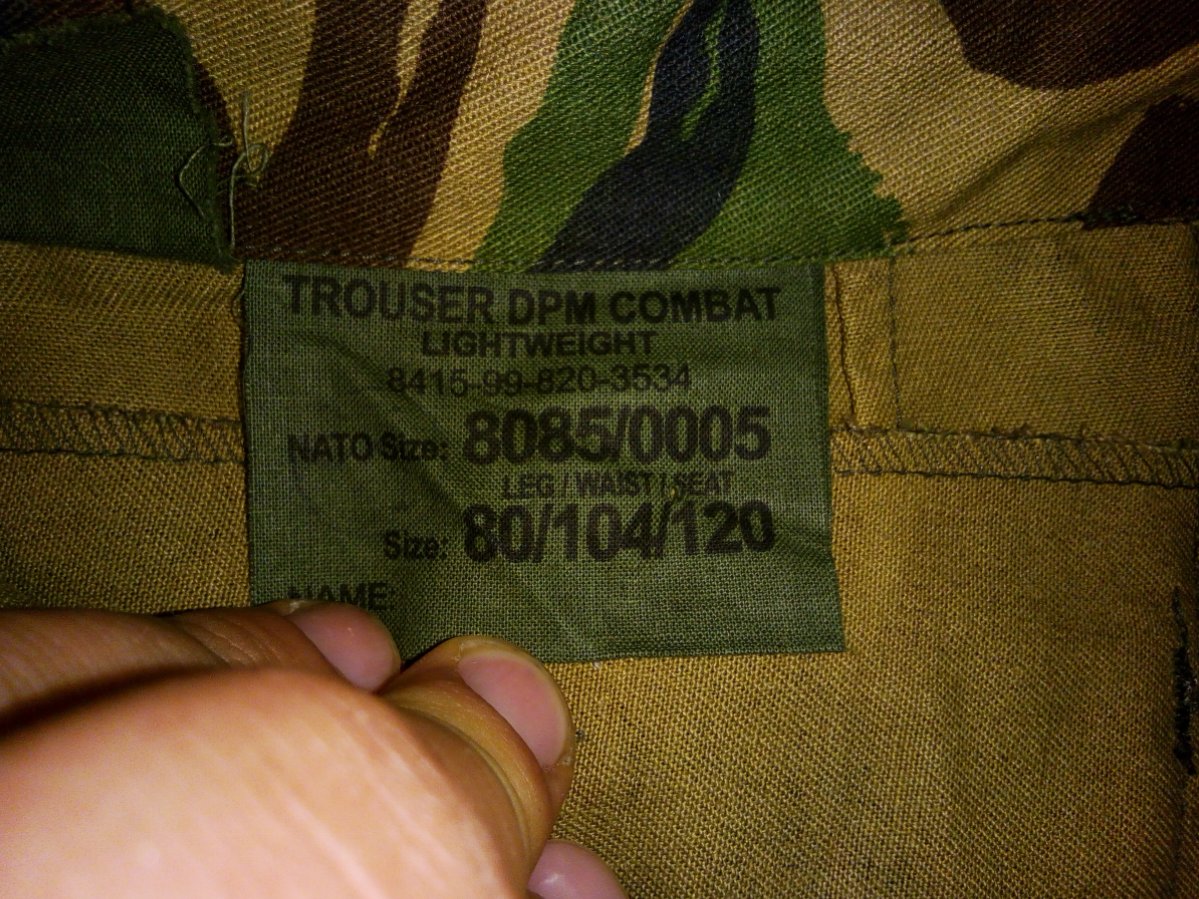 TROUSER DPM COMBAT
LIGHTWEIGHT
8415-99-820-3534
NATO Size: 8085/0005
LEG / WAIST / SEAT
Size: 80/104/120
NAME: